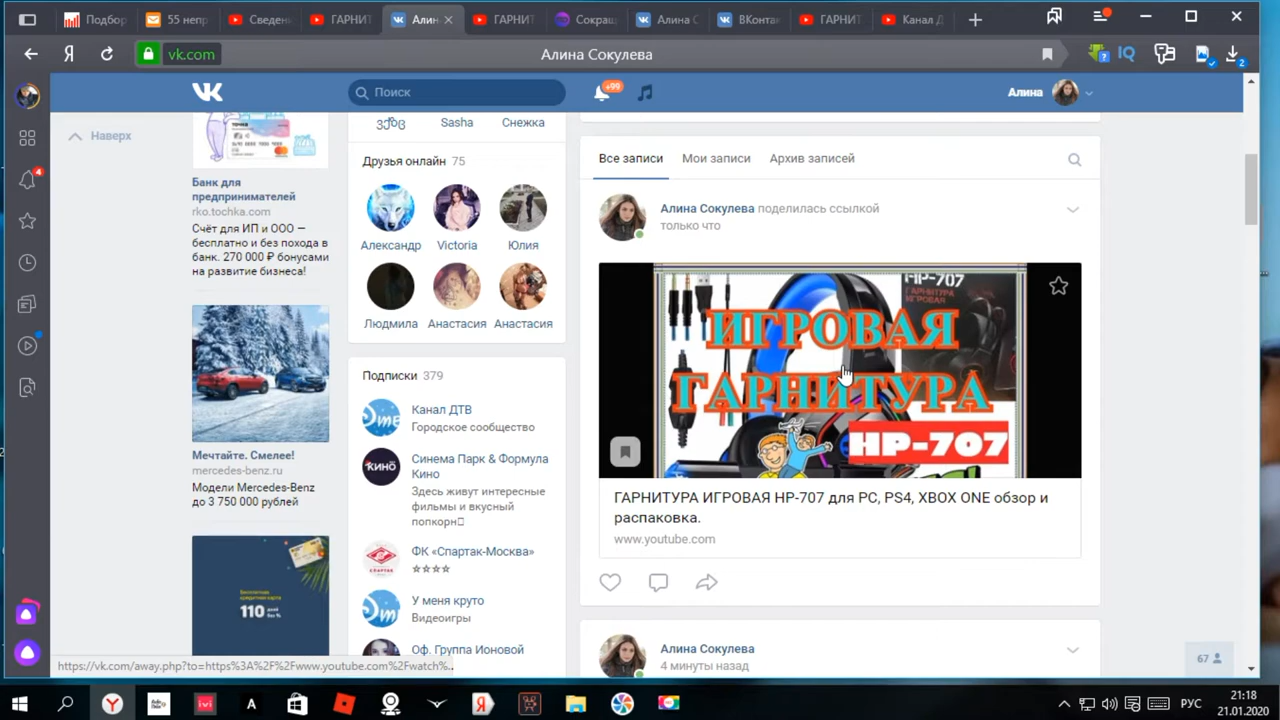 Подбор
55 непр
Сведени
ГАРНИТ
Алин
ГАРНИТ
Сокращ
Алина С
ВКонтак
ГАРНИТ
Канал Д
vk.com
Алина Сокулева
Поиск
+99
Алина
Наверх
ვექც
Sasha
Снежка
Друзья онлайн 75
Александр
Victoria
Юлия
Людмила
Анастасия
Анастасия
Банк для
предпринимателей
rko.tochka.com
Счёт для ИП и ООО —
бесплатно и без похода в
банк. 270 000 ₽ бонусами
на развитие бизнеса!
Мечтайте. Смелее!
mercedes-benz.ru
Модели Mercedes-Benz
до 3 750 000 рублей
110 дней
без %
Подписки 379
Канал ДТВ
Городское сообщество
КИНО
Синема Парк & Формула
Кино
Здесь живут интересные
фильмы и вкусный
попкорн
ФК «Спартак-Москва»
☆☆☆☆
У меня круто
Видеоигры
Оф. Группа Ионовой
Все записи
Мои записи
Архив записей
Алина Сокулева поделилась ссылкой
только что
HP-707
ГАРНИТУРА
ИГРОВАЯ
ИГРОВАЯ
ГАРНИТУРА
HP-707
ГАРНИТУРА ИГРОВАЯ HP-707 для PC, PS4, XBOX ONE обзор и
распаковка.
www.youtube.com
Алина Сокулева
4 минуты назад
67
https://vk.com/away.php?to=https%3A%2F%2Fwww.youtube.com%2Fwatch%..
РУС
21:18
21.01.2020